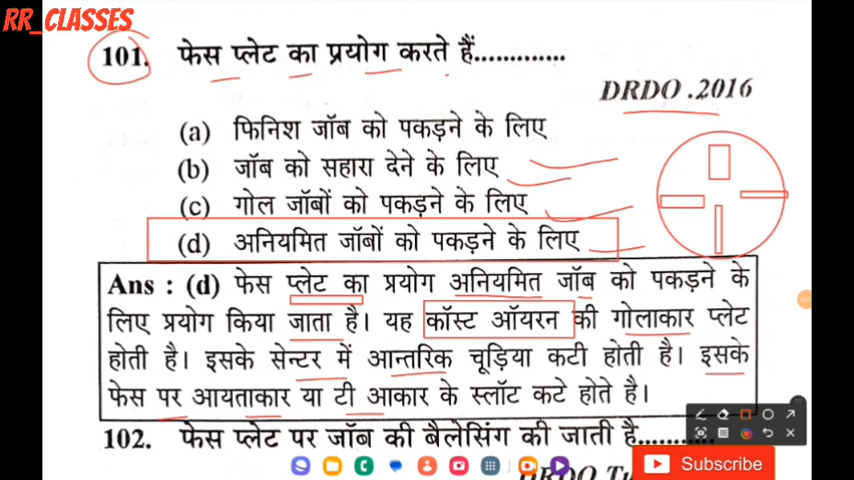 RR_CLASSES
101. फेस प्लेट का प्रयोग करते हैं.............
DRDO .2016
(a) फिनिश जॉब को पकड़ने के लिए
(b) जॉब को सहारा देने के लिए
(c) गोल जॉबों को पकड़ने के लिए
(d) अनियमित जॉबों को पकड़ने के लिए
Ans : (d) फेस प्लेट का प्रयोग अनियमित जॉब को पकड़ने के
लिए प्रयोग किया जाता है। यह कॉस्ट ऑयरन की गोलाकार प्लेट
होती है। इसके सेन्टर में आन्तरिक चूड़िया कटी होती है। इसके
फेस पर आयताकार या टी आकार के स्लॉट कटे होते है।
102. फेस प्लेट पर जॉब की बैलेसिंग की जाती है
DRDO
Subscribe